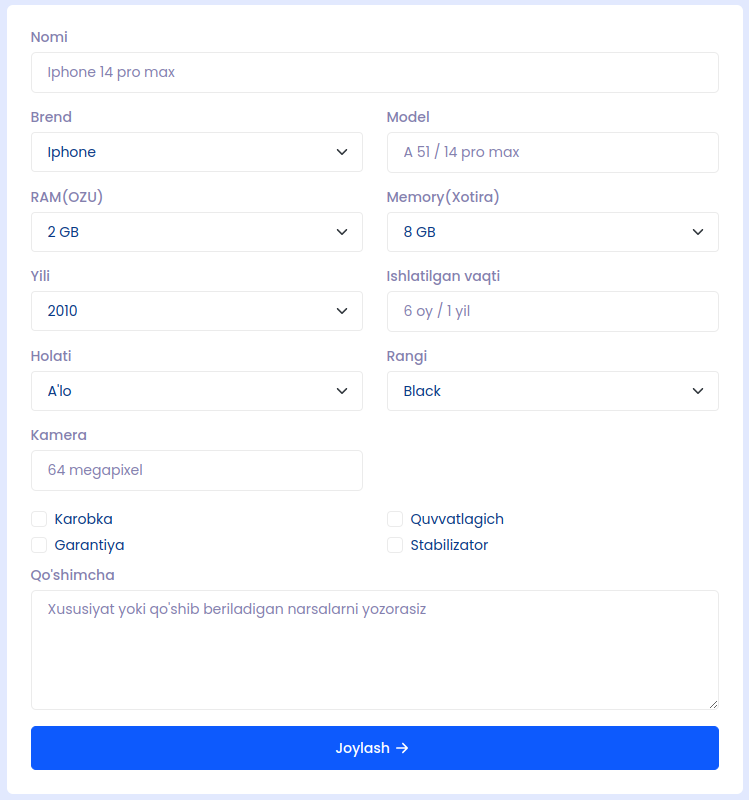 Nomi
Iphone 14 pro max
Brend
Model
Iphone
A 51 / 14 pro max
RAM(OZU)
Memory(Xotira)
2 GB
8 GB
Yili
Ishlatilgan vaqti
2010
6 oy / 1 yil
Holati
Rangi
A'lo
Black
Kamera
64 megapixel
Karobka
Quvvatlagich
Garantiya
Stabilizator
Qo'shimcha
Xususiyat yoki qo'shib beriladigan narsalarni yozorasiz
Joylash →